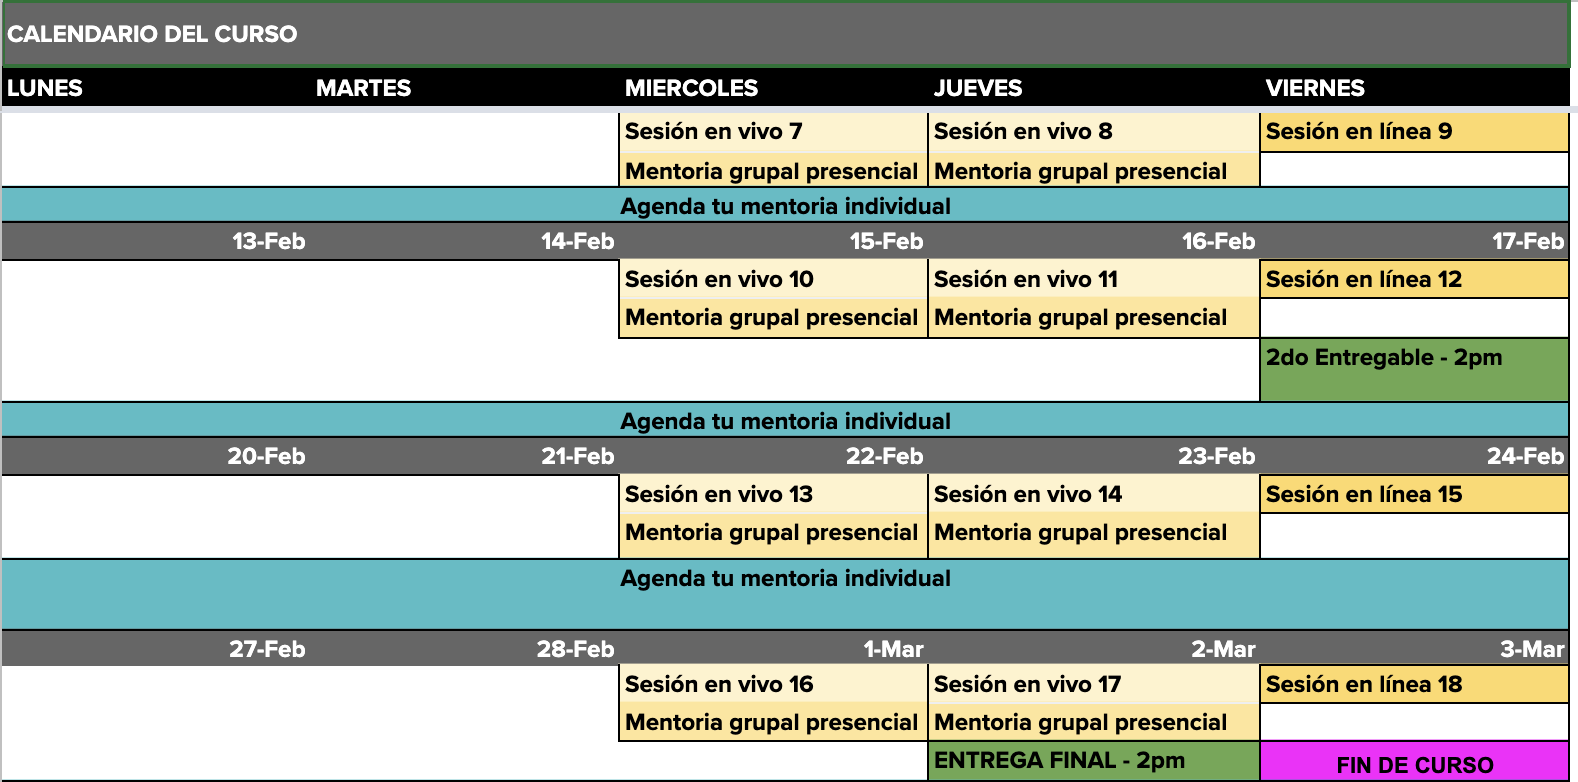 CALENDARIO DEL CURSO
LUNES MARTES MIERCOLES JUEVES VIERNES
Sesión en vivo 7 Sesión en vivo 8 Sesión en línea 9
Mentoria grupal presencial Mentoria grupal presencial
Agenda tu mentoria individual
13-Feb 14-Feb 15-Feb 16-Feb 17-Feb
Sesión en vivo 10 Sesión en vivo 11 Sesión en línea 12
Mentoria grupal presencial Mentoria grupal presencial
2do Entregable - 2pm
Agenda tu mentoria individual
20-Feb 21-Feb 22-Feb 23-Feb 24-Feb
Sesión en vivo 13 Sesión en vivo 14 Sesión en línea 15
Mentoria grupal presencial Mentoria grupal presencial
Agenda tu mentoria individual
27-Feb 28-Feb 1-Mar 2-Mar 3-Mar
Sesión en vivo 16 Sesión en vivo 17 Sesión en línea 18
Mentoria grupal presencial Mentoria grupal presencial
ENTREGA FINAL - 2pm FIN DE CURSO